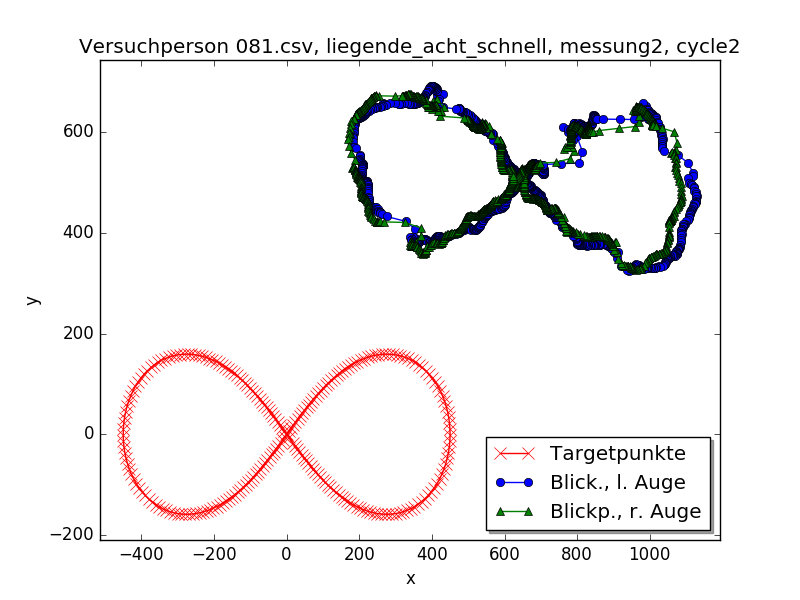 Versuchperson 081.csv, liegende_acht_schnell, messung2, cycle2
y
600
400
200
0
−200
−400 −200 0 200 400 600 800 1000
x
Targetpunkte
Blick., l. Auge
Blickp., r. Auge